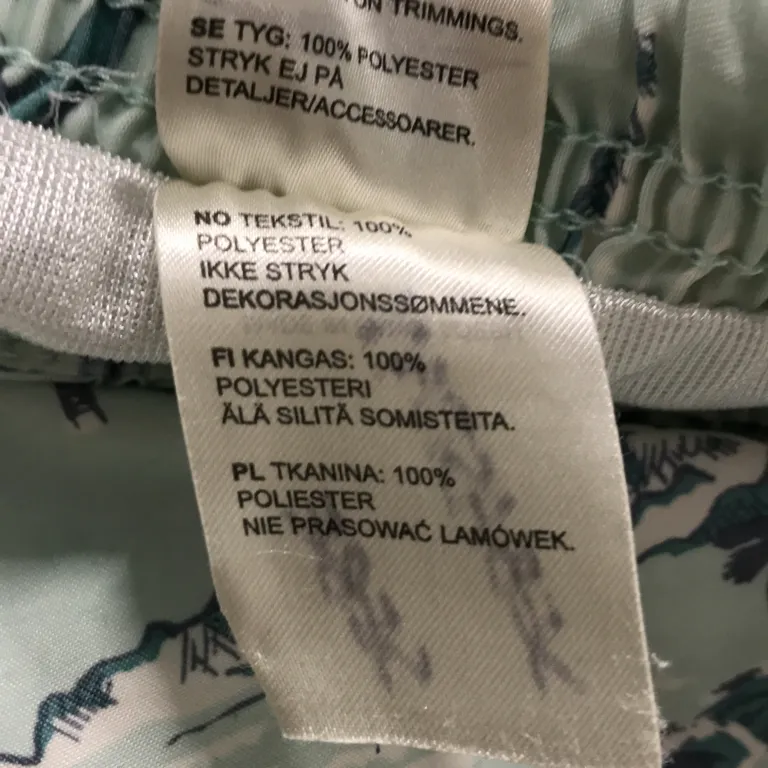 ON TRIMMINGS.
SE TYG: 100% POLYESTER
STRYK EJ PÅ
DETALJER/ACCESSOARER.
NO TEKSTIL: 100%
POLYESTER
IKKE STRYK
DEKORASJONSSØMMENE.
FI KANGAS: 100%
POLYESTERI
ÄLÄ SILITÄ SOMISTEITA.
PL TKANINA: 100%
POLIESTER
NIE PRASOWAĆ LAMÓWEK.